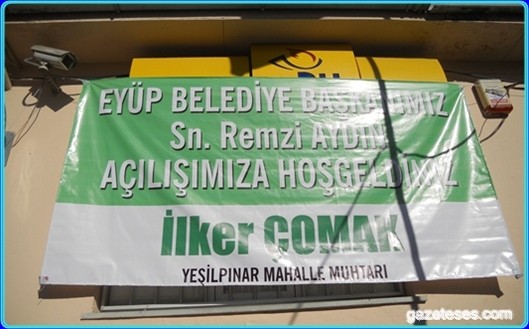 EYÜP BELEDİYE BAŞKANIMIZ
Sn. Remzi AYDIN
AÇILIŞIMIZA HOŞGELDİNİZ
İlker ÇOMAK
YEŞİLPINAR MAHALLE MUHTARI
gazeteses.com